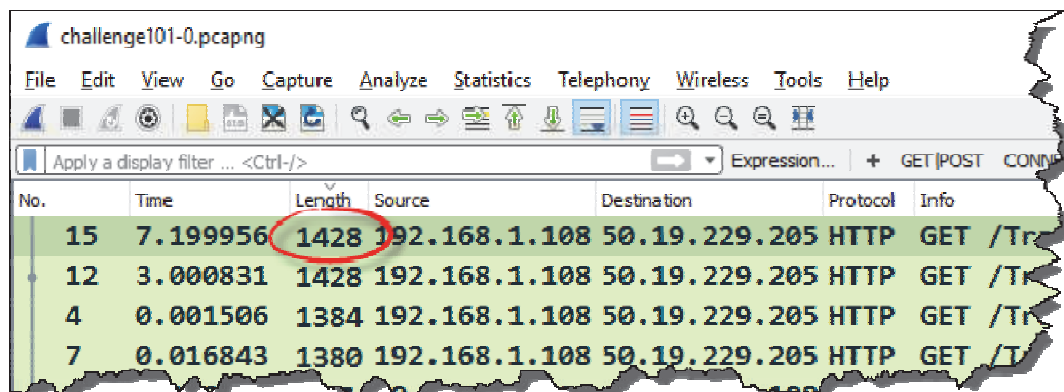 challenge101-0.pcapng
File Edit View Go Capture Analyze Statistics Telephony Wireless Tools Help
Apply a display filter ... <Ctrl-/> Expression... + GET|POST
No. Time Length Source Destination Protocol Info
15 7.199956 1428 192.168.1.108 50.19.229.205 HTTP GET
12 3.000831 1428 192.168.1.108 50.19.229.205 HTTP GET
4 0.001506 1384 192.168.1.108 50.19.229.205 HTTP GET
7 0.016843 1380 192.168.1.108 50.19.229.205 HTTP GET